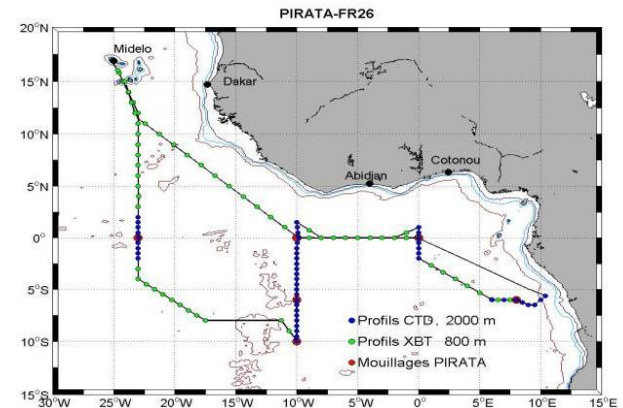 PIRATA-FR26
20°N
Midelo
15°N
Dakar
10°N
Cotonou
Abidjan
5°N
0°
5°S
Profils CTD, 2000 m
Profils XBT 800 m
10°S
Mouillages PIRATA
15°S
30°W 25°W 20°W 15°W 10°W 5°W 0° 5°E 10°E 15°E